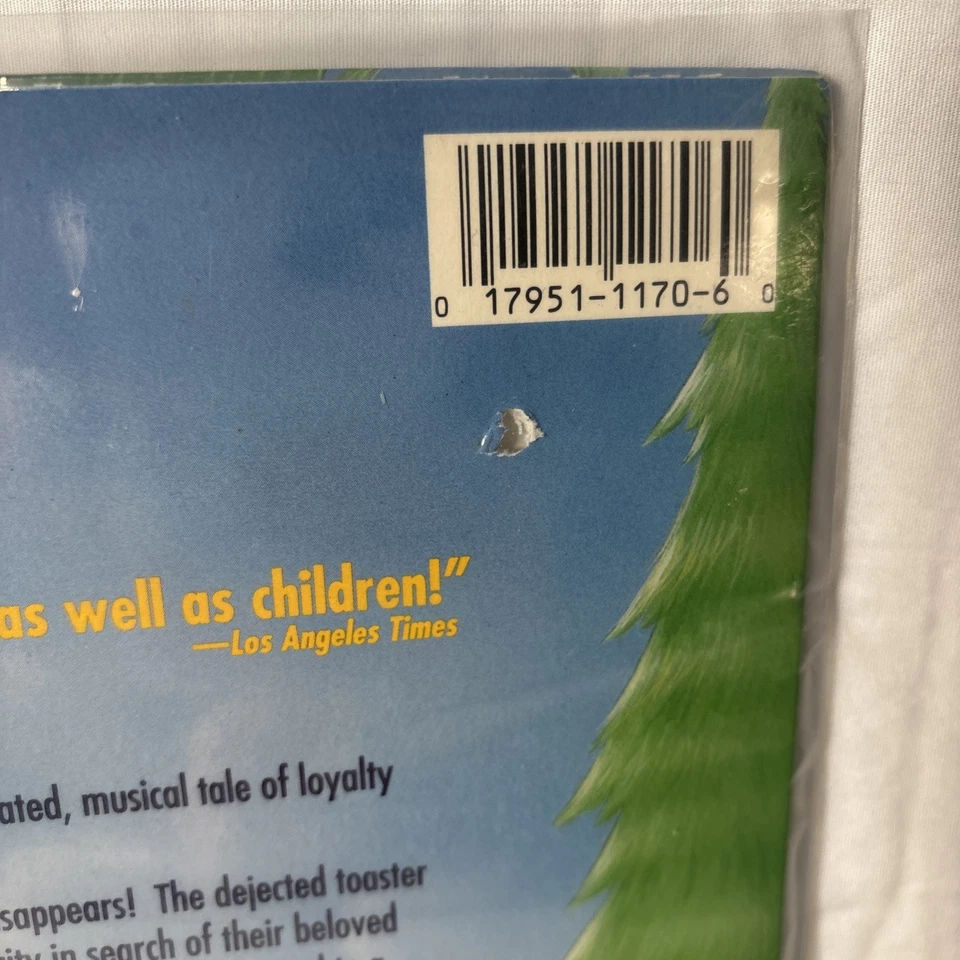 0 17951-1170-6 0
as well as children!”
—Los Angeles Times
ated, musical tale of loyalty
sappears! The dejected toaster
in search of their beloved